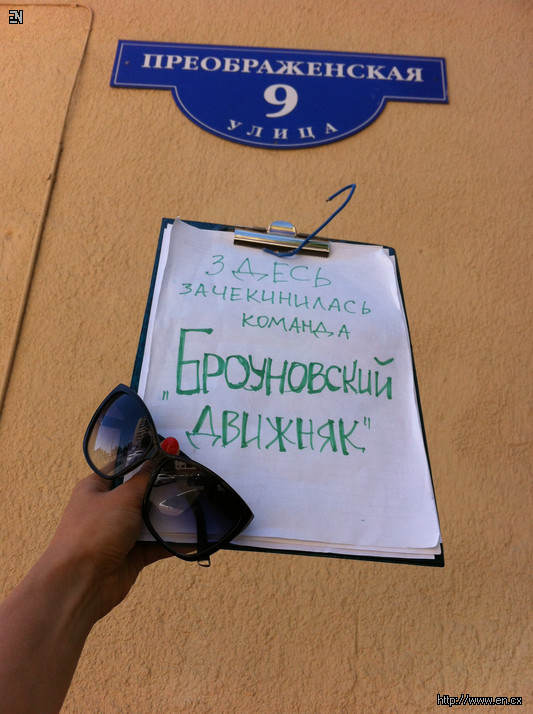 EN
ПРЕОБРАЖЕНСКАЯ
9
УЛИЦА
ЗДЕСЬ
ЗАЧЕКИНИЛАСЬ
КОМАНДА
„БРОУНОВСКИЙ
ДВИЖНЯК"
http://www.en.cx